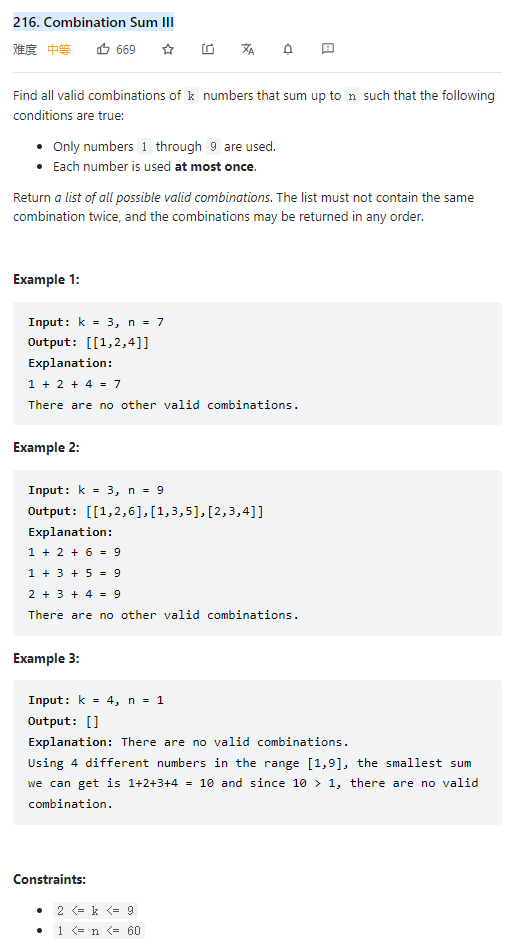 216. Combination Sum III
难度 中等 669
Find all valid combinations of k numbers that sum up to n such that the following
conditions are true:
• Only numbers 1 through 9 are used.
• Each number is used at most once.
Return a list of all possible valid combinations. The list must not contain the same
combination twice, and the combinations may be returned in any order.
Example 1:
Input: k = 3, n = 7
Output: [[1,2,4]]
Explanation:
1 + 2 + 4 = 7
There are no other valid combinations.
Example 2:
Input: k = 3, n = 9
Output: [[1,2,6],[1,3,5],[2,3,4]]
Explanation:
1 + 2 + 6 = 9
1 + 3 + 5 = 9
2 + 3 + 4 = 9
There are no other valid combinations.
Example 3:
Input: k = 4, n = 1
Output: []
Explanation: There are no valid combinations.
Using 4 different numbers in the range [1,9], the smallest sum
we can get is 1+2+3+4 = 10 and since 10 > 1, there are no valid
combination.
Constraints:
• 2 <= k <= 9
• 1 <= n <= 60